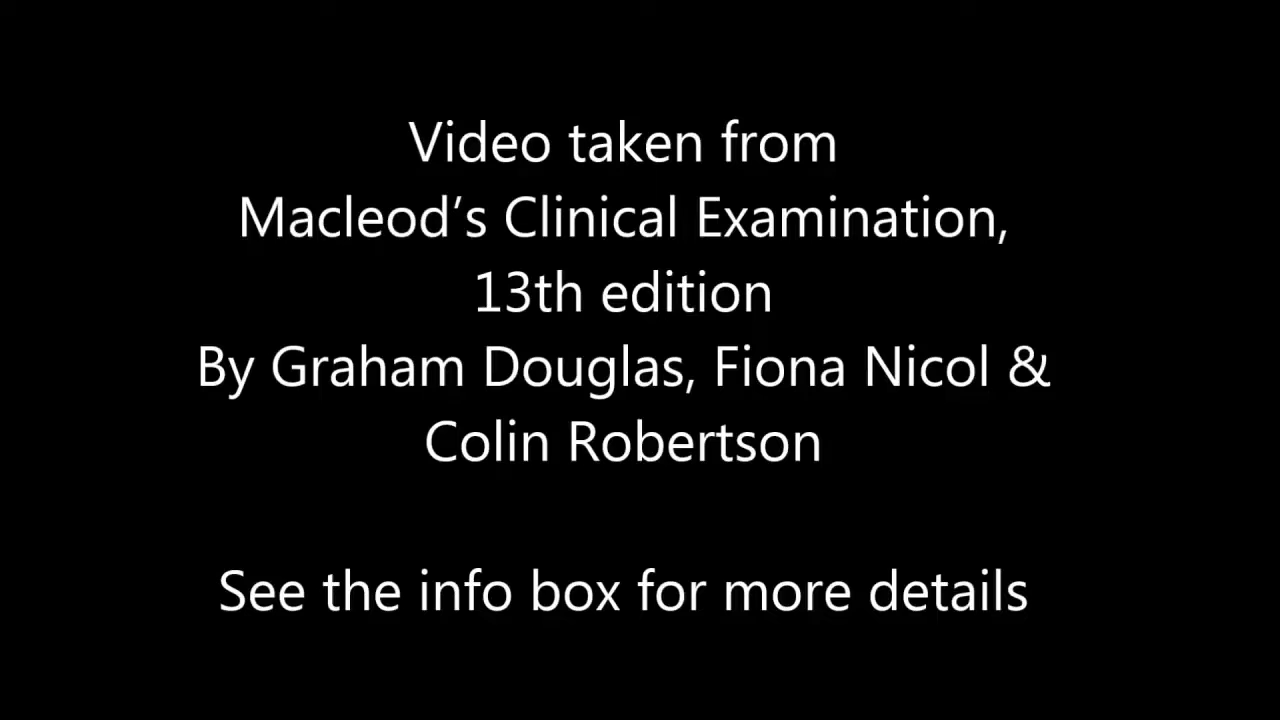 Video taken from
Macleod’s Clinical Examination,
13th edition
By Graham Douglas, Fiona Nicol &
Colin Robertson
See the info box for more details